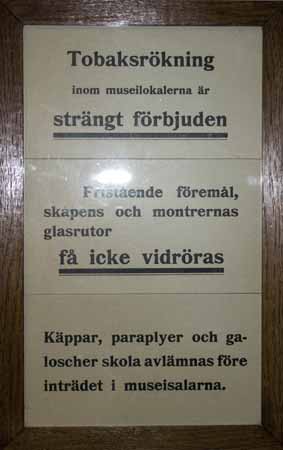 Tobaksrökning
inom museilokalerna är
strängt förbjuden
Fristående föremål,
skåpens och montrernas
glasrutor
få icke vidröras
Käppar, paraplyer och ga-
loscher skola avlämnas före
inträdet i museisalarna.